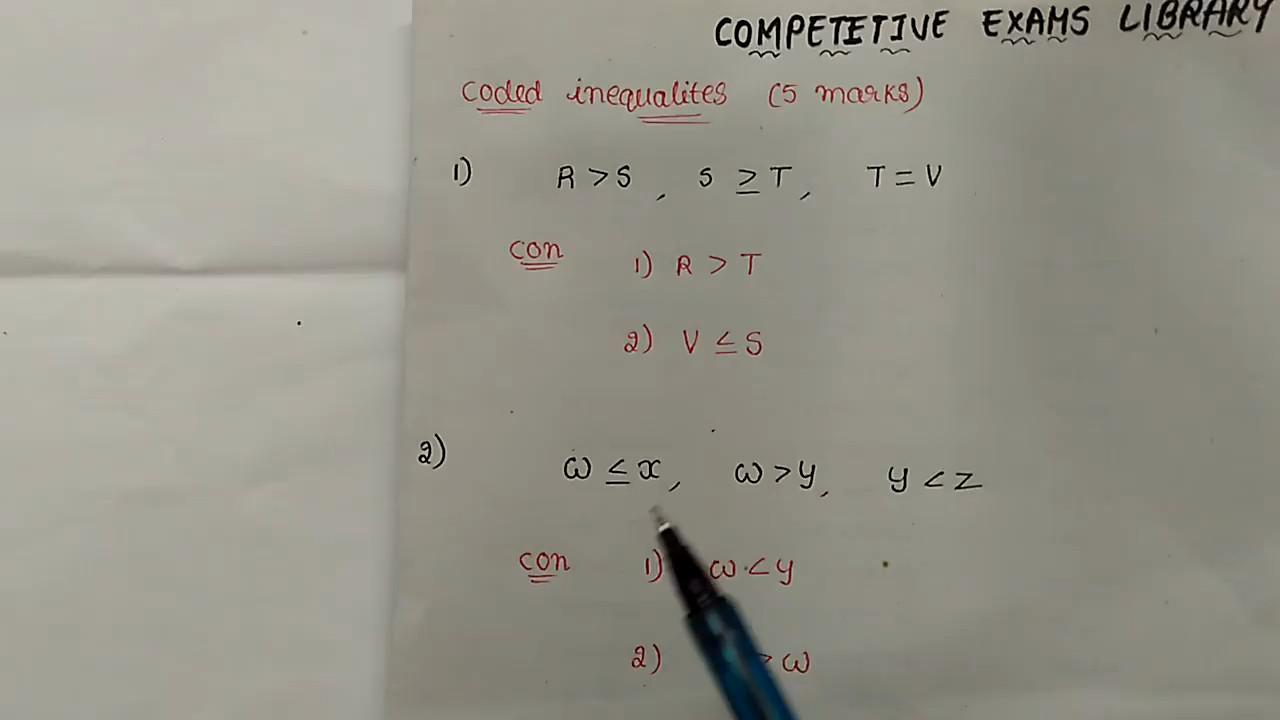 COMPETETIVE EXAMS LIBRARY
Coded inequalites (5 marks)
1) R > S , S ≥ T , T = V
Con 1) R > T
2) V ≤ S
2) ω ≤ x , ω > y , y < z
Con 1) ω < y
2) > ω